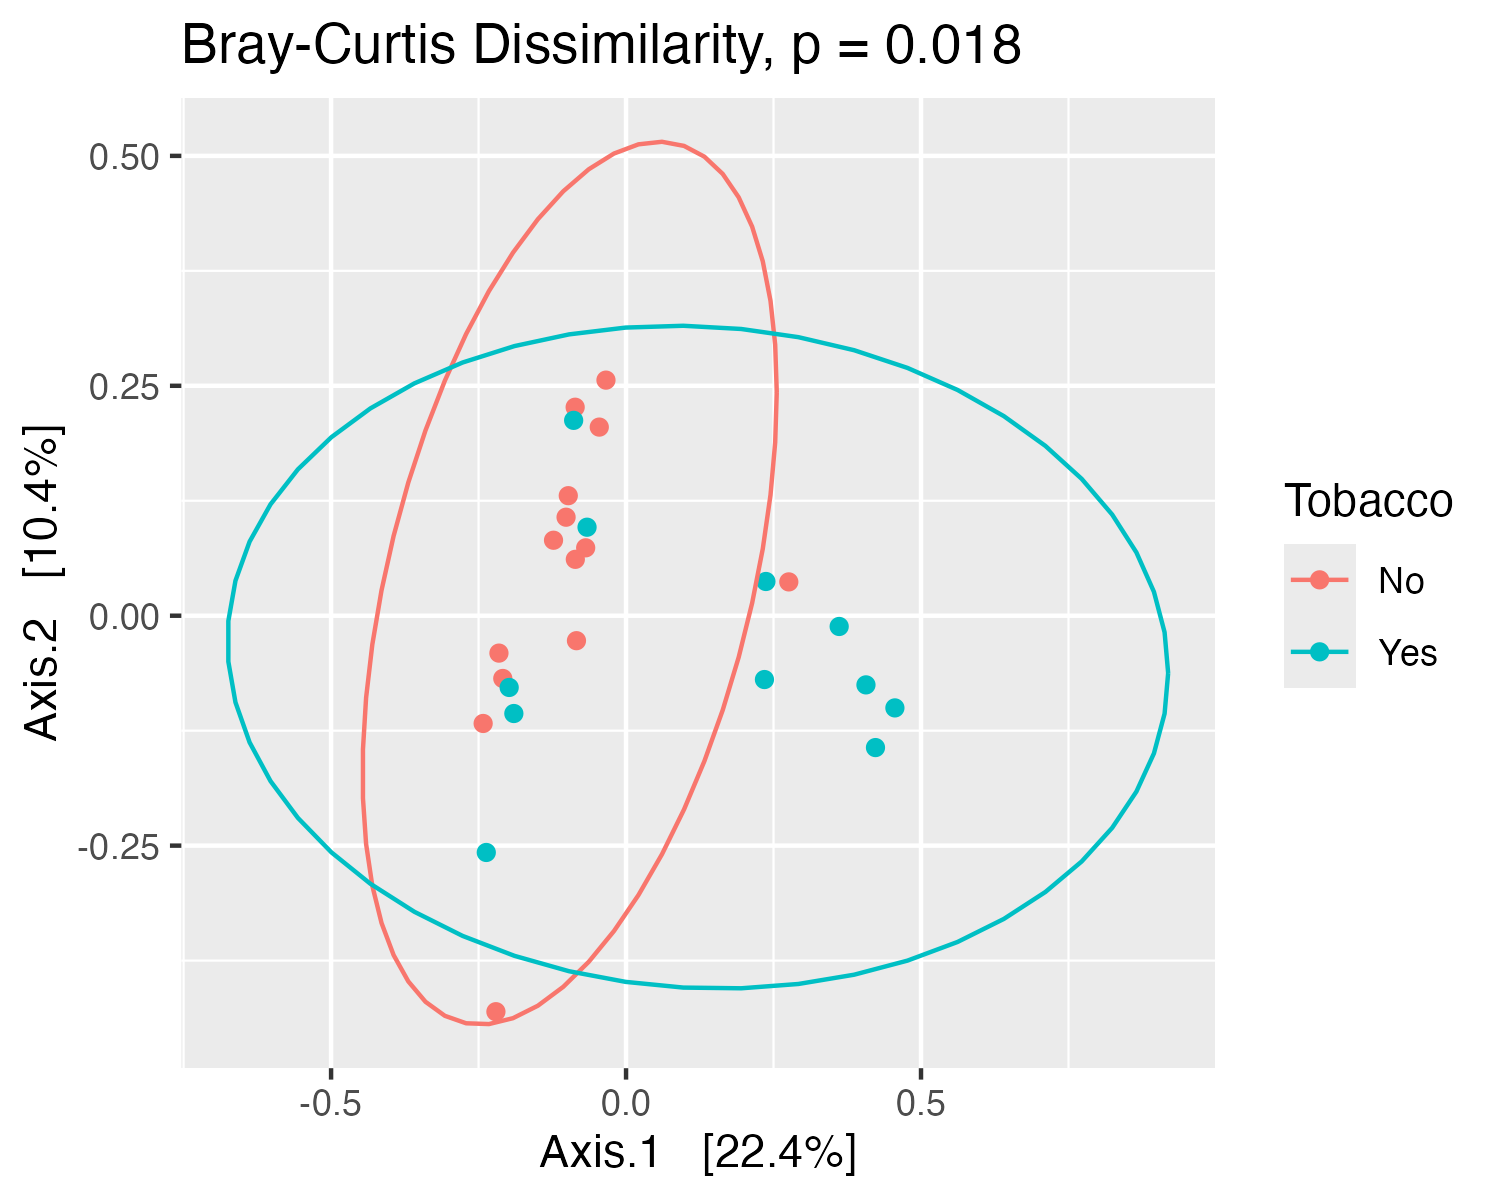 Bray-Curtis Dissimilarity, p = 0.018
Axis.2 [10.4%]
0.50
0.25
0.00
-0.25
-0.5 0.0 0.5
Axis.1 [22.4%]
Tobacco
No
Yes